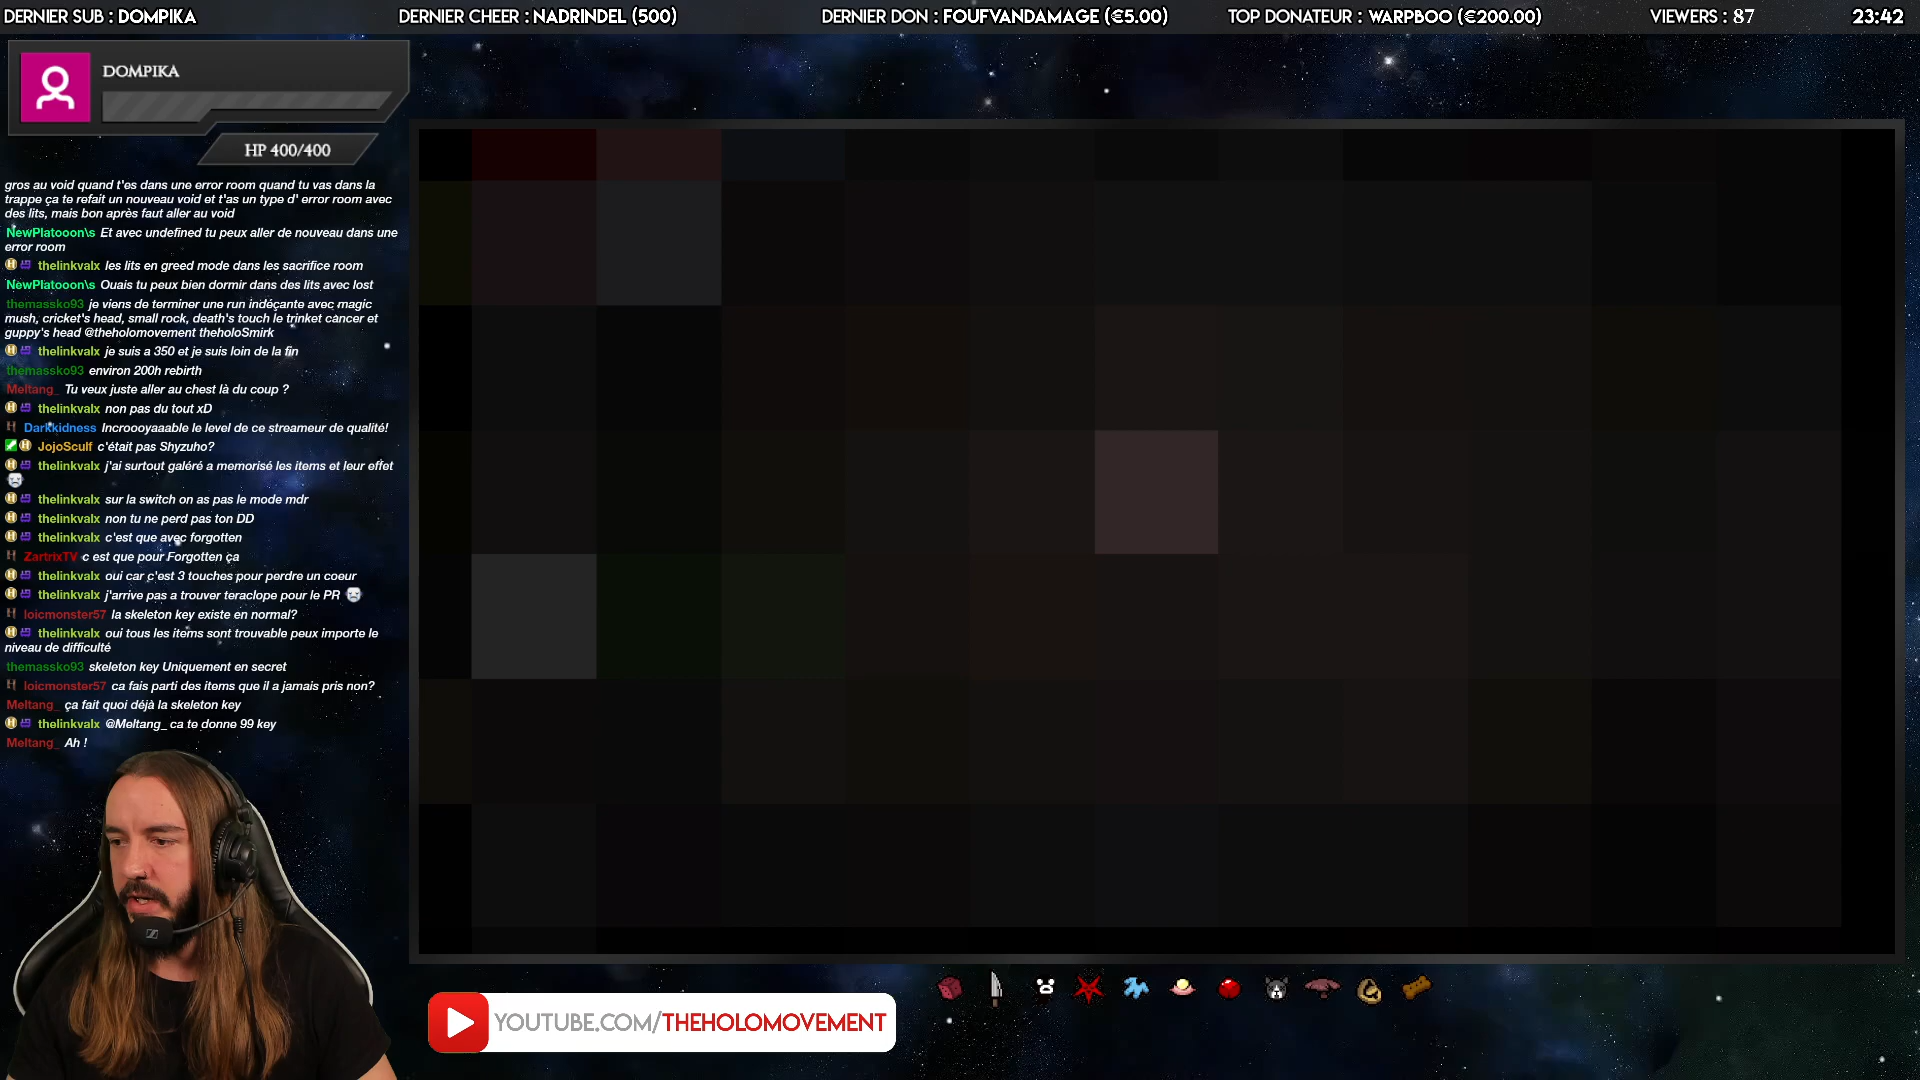 DERNIER SUB : DOMPIKA DERNIER CHEER : NADRINDEL (500) DERNIER DON : FOUFVANDAMAGE (€5.00) TOP DONATEUR : WARPBOO (€200.00) VIEWERS : 87 23:42
DOMPIKA
HP 400/400
gros au void quand t'es dans une error room quand tu vas dans la
trappe ça te refait un nouveau void et t'as un type d' error room avec
des lits, mais bon après faut aller au void
NewPlatooon\s Et avec undefined tu peux aller de nouveau dans une
error room
thelinkvalx les lits en greed mode dans les sacrifice room
NewPlatooon\s Ouais tu peux bien dormir dans des lits avec lost
themassko93 je viens de terminer une run indéçante avec magic
mush, cricket's head, small rock, death's touch le trinket cancer et
guppy's head @theholomovement theholoSmirk
thelinkvalx je suis a 350 et je suis loin de la fin
themassko93 environ 200h rebirth
Meltang_ Tu veux juste aller au chest là du coup ?
thelinkvalx non pas du tout xD
Darkkidness Incroooyaaable le level de ce streameur de qualité!
JojoSculf c'était pas Shyzuho?
thelinkvalx j'ai surtout galéré a memorisé les items et leur effet
thelinkvalx sur la switch on as pas le mode mdr
thelinkvalx non tu ne perd pas ton DD
thelinkvalx c'est que avec forgotten
ZartrixTV c est que pour Forgotten ça
thelinkvalx oui car c'est 3 touches pour perdre un coeur
thelinkvalx j'arrive pas a trouver teraclope pour le PR
loicmonster57 la skeleton key existe en normal?
thelinkvalx oui tous les items sont trouvable peux importe le
niveau de difficulté
themassko93 skeleton key Uniquement en secret
loicmonster57 ca fais parti des items que il a jamais pris non?
Meltang_ ça fait quoi déjà la skeleton key
thelinkvalx @Meltang_ ca te donne 99 key
Meltang_ Ah !
YOUTUBE.COM/THEHOLOMOVEMENT